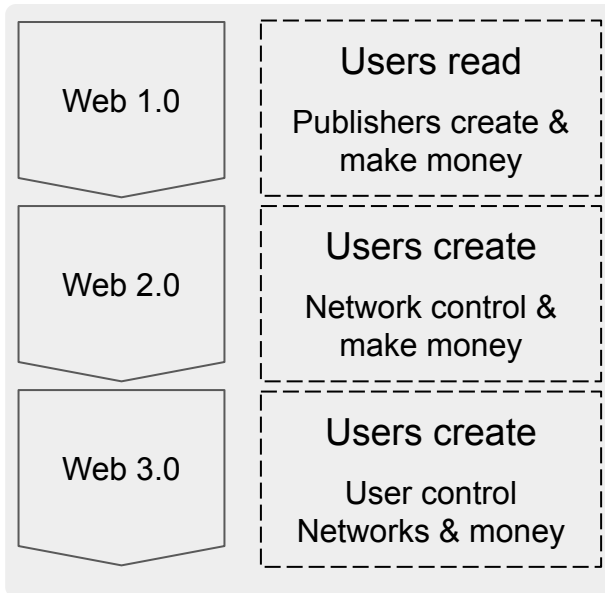 Web 1.0
Users read
Publishers create &
make money
Web 2.0
Users create
Network control &
make money
Web 3.0
Users create
User control
Networks & money